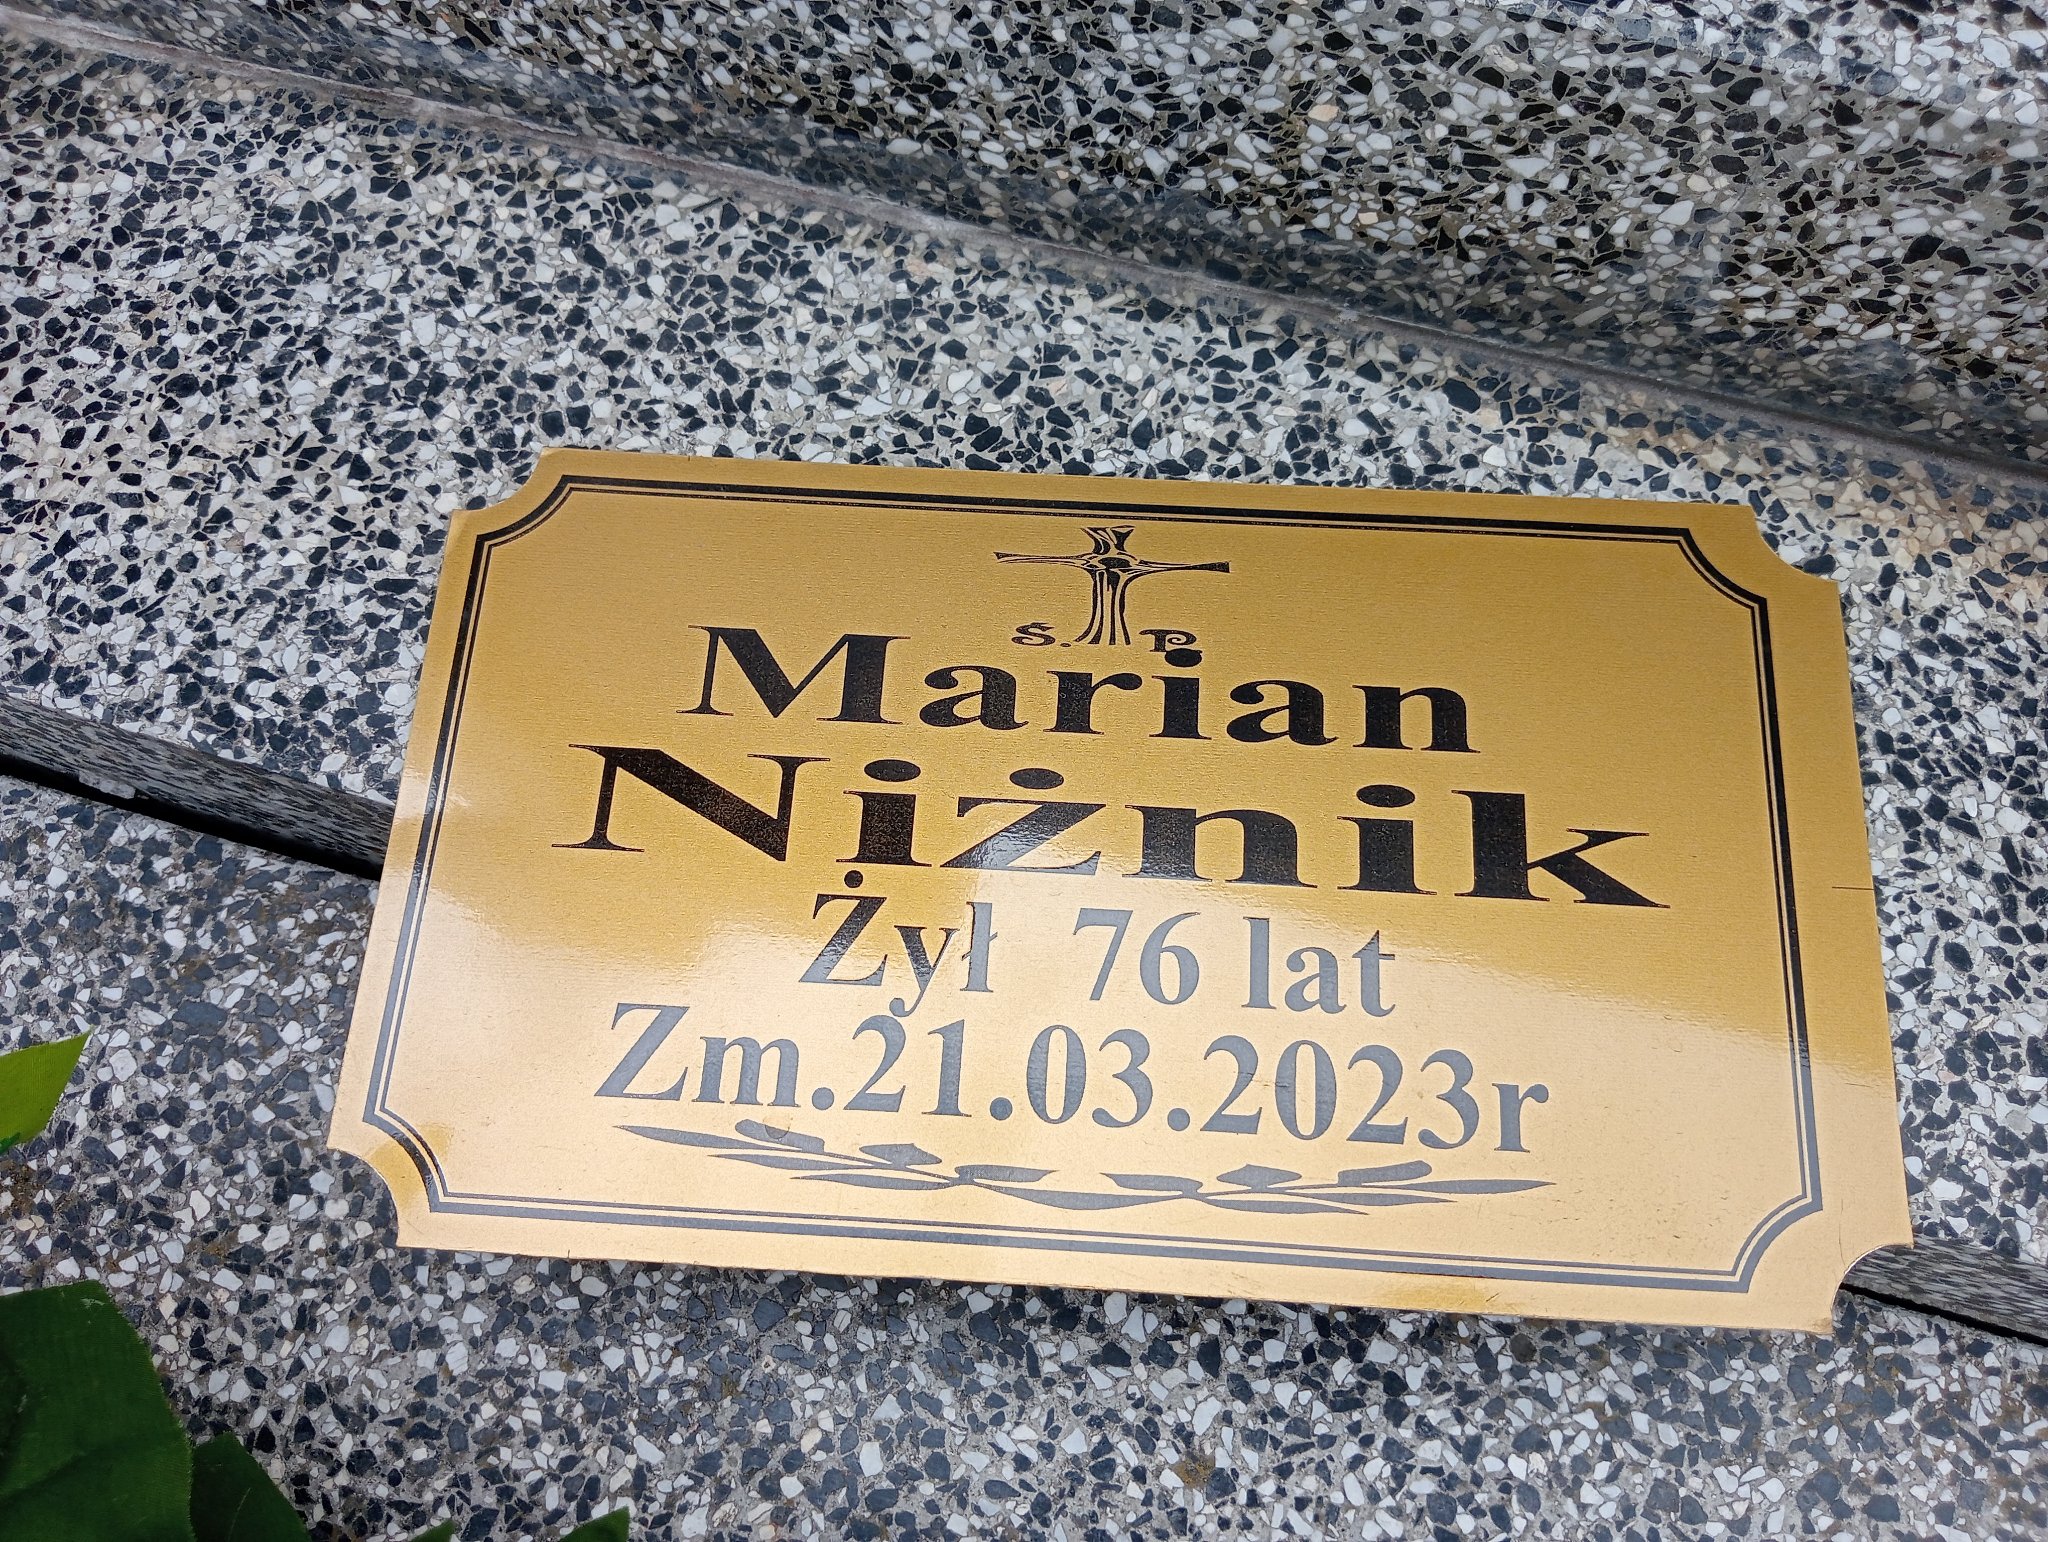 Ś. P.
Marian
Niżnik
Żył 76 lat
Zm.21.03.2023r